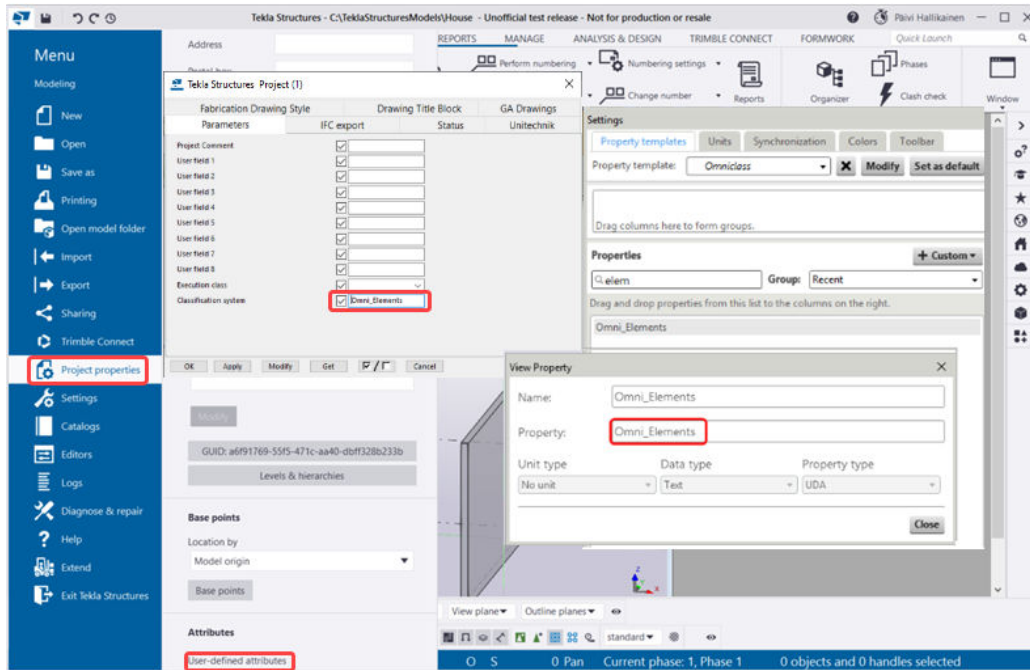 Tekla Structures - C:\TeklaStructuresModels\House - Unofficial test release - Not for production or resale
Päivi Hallikainen
Menu
Modeling
New
Open
Save as
Printing
Open model folder
Import
Export
Sharing
Trimble Connect
Project properties
Settings
Catalogs
Editors
Logs
Diagnose & repair
Help
Extend
Exit Tekla Structures
Address
REPORTS MANAGE ANALYSIS & DESIGN TRIMBLE CONNECT FORMWORK Quick Launch
Perform numbering Numbering settings
Change number
Reports
Organizer
Phases
Clash check
Window
Tekla Structures Project (1)
Fabrication Drawing Style Drawing Title Block GA Drawings
Parameters IFC export Status Unitechnik
Project Comment
User field 1
User field 2
User field 3
User field 4
User field 5
User field 6
User field 7
User field 8
Execution class
Classification system Omni_Elements
OK Apply Modify Get Cancel
Settings
Property templates Units Synchronization Colors Toolbar
Property template: Omniclass Modify Set as default
Drag columns here to form groups.
Properties + Custom
elem Group: Recent
Drag and drop properties from this list to the columns on the right.
Omni_Elements
View Property
Name: Omni_Elements
Property: Omni_Elements
Unit type Data type Property type
No unit Text UDA
Close
Modify
GUID: a6f91769-55f5-471c-aa40-dbff328b233b
Levels & hierarchies
Base points
Location by
Model origin
Base points
Attributes
User-defined attributes
z
x
View plane Outline planes
standard
O S 0 Pan Current phase: 1, Phase 1 0 objects and 0 handles selected